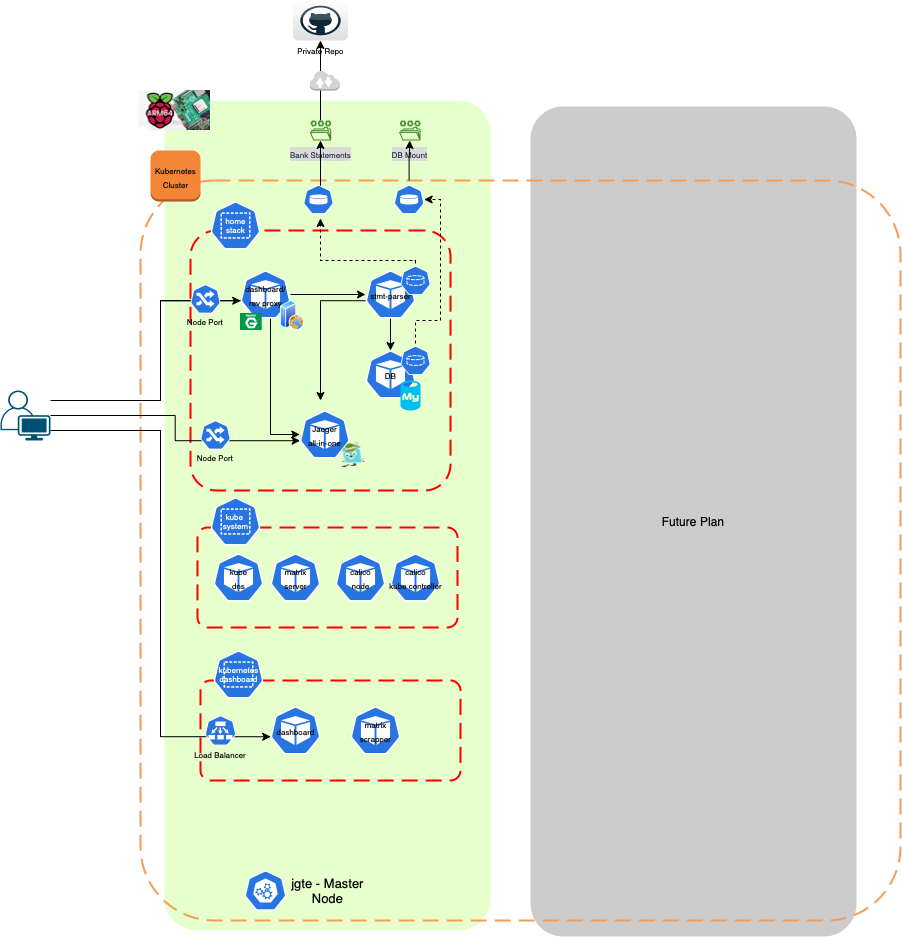 Private Repo
ARM64
Bank Statements
DB Mount
Kubernetes
Cluster
home
stack
dashboard/
rev proxy
stmt-parser
Node Port
DB
My
Jaeger
all-in-one
Node Port
kube
system
kube
dns
matrix
server
calico
node
calico
kube controller
Future Plan
kubernetes
dashboard
dashboard
matrix
scrapper
Load Balancer
jgte - Master
Node